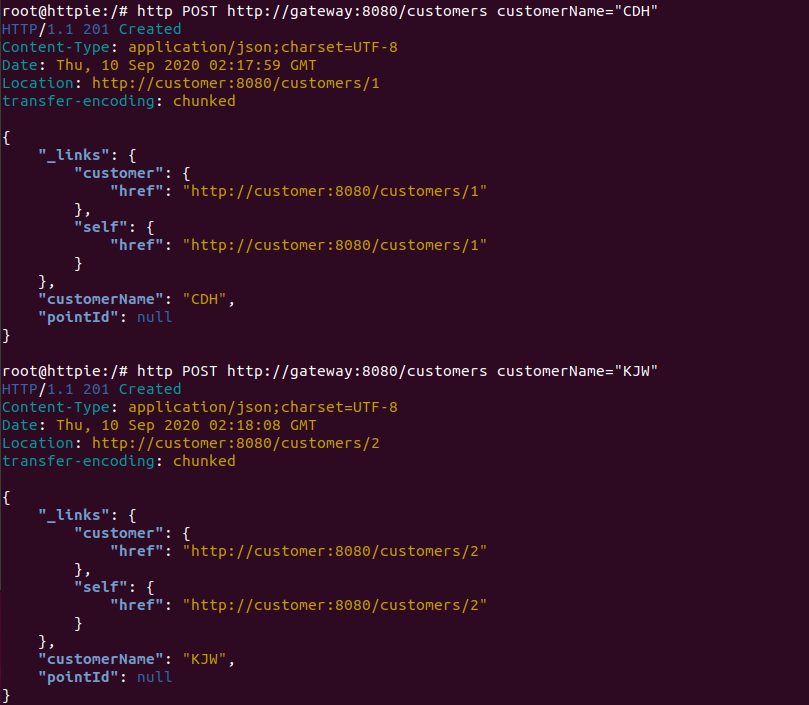 root@httpie:/# http POST http://gateway:8080/customers customerName="CDH"
HTTP/1.1 201 Created
Content-Type: application/json;charset=UTF-8
Date: Thu, 10 Sep 2020 02:17:59 GMT
Location: http://customer:8080/customers/1
transfer-encoding: chunked

{
    "_links": {
        "customer": {
            "href": "http://customer:8080/customers/1"
        },
        "self": {
            "href": "http://customer:8080/customers/1"
        }
    },
    "customerName": "CDH",
    "pointId": null
}

root@httpie:/# http POST http://gateway:8080/customers customerName="KJW"
HTTP/1.1 201 Created
Content-Type: application/json;charset=UTF-8
Date: Thu, 10 Sep 2020 02:18:08 GMT
Location: http://customer:8080/customers/2
transfer-encoding: chunked

{
    "_links": {
        "customer": {
            "href": "http://customer:8080/customers/2"
        },
        "self": {
            "href": "http://customer:8080/customers/2"
        }
    },
    "customerName": "KJW",
    "pointId": null
}